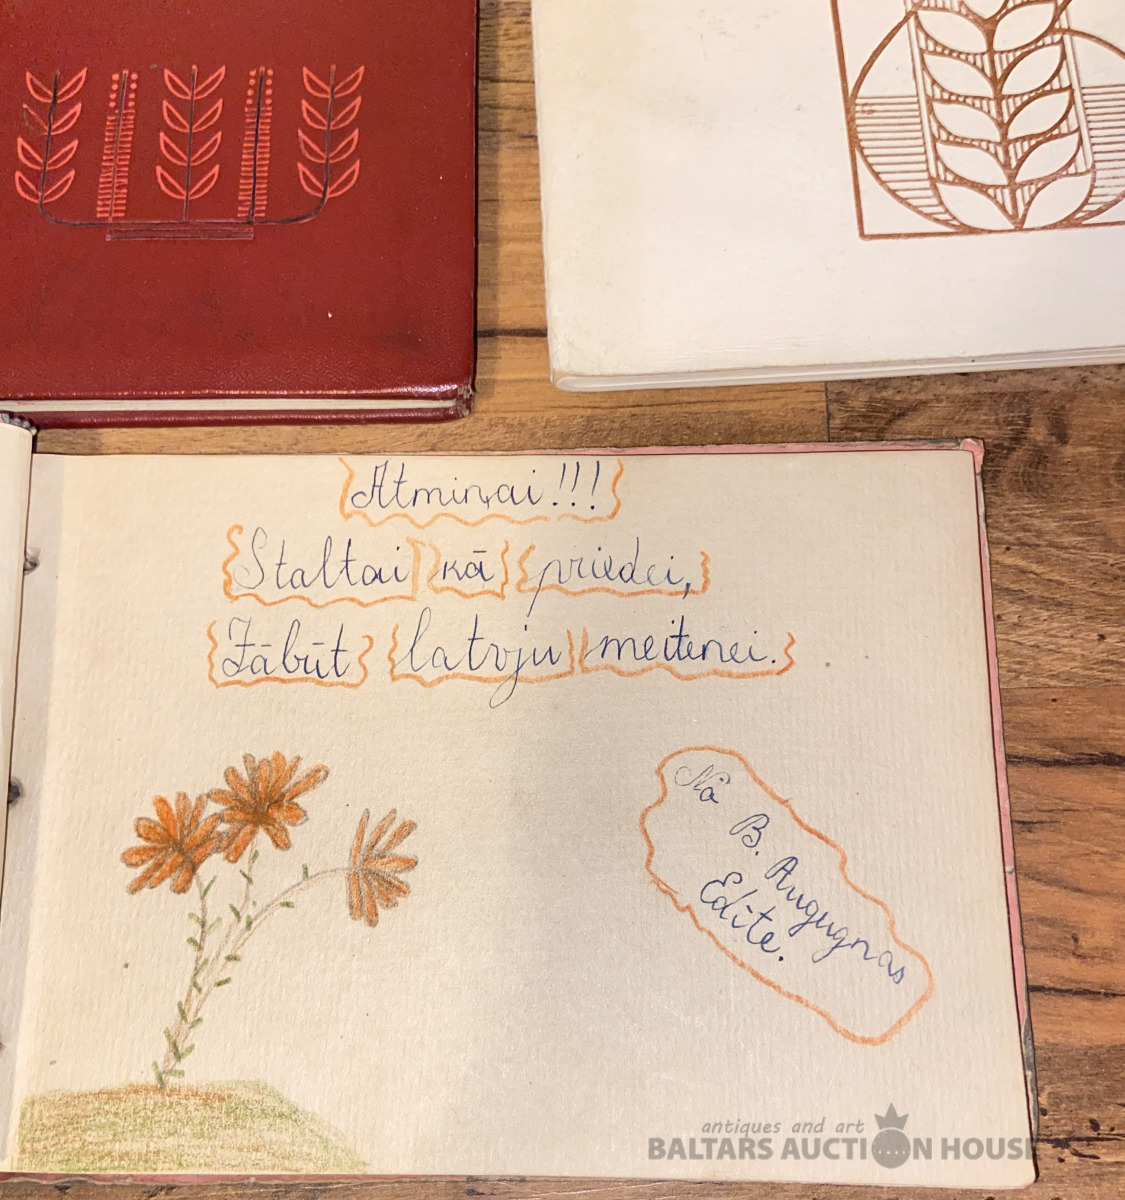 Atmiņai!!!
Staltai kā priedei,
Jābūt latvju meitenei.
No B. Augugnas
Edīte.
antiques and art
BALTARS AUCTION HOUSE